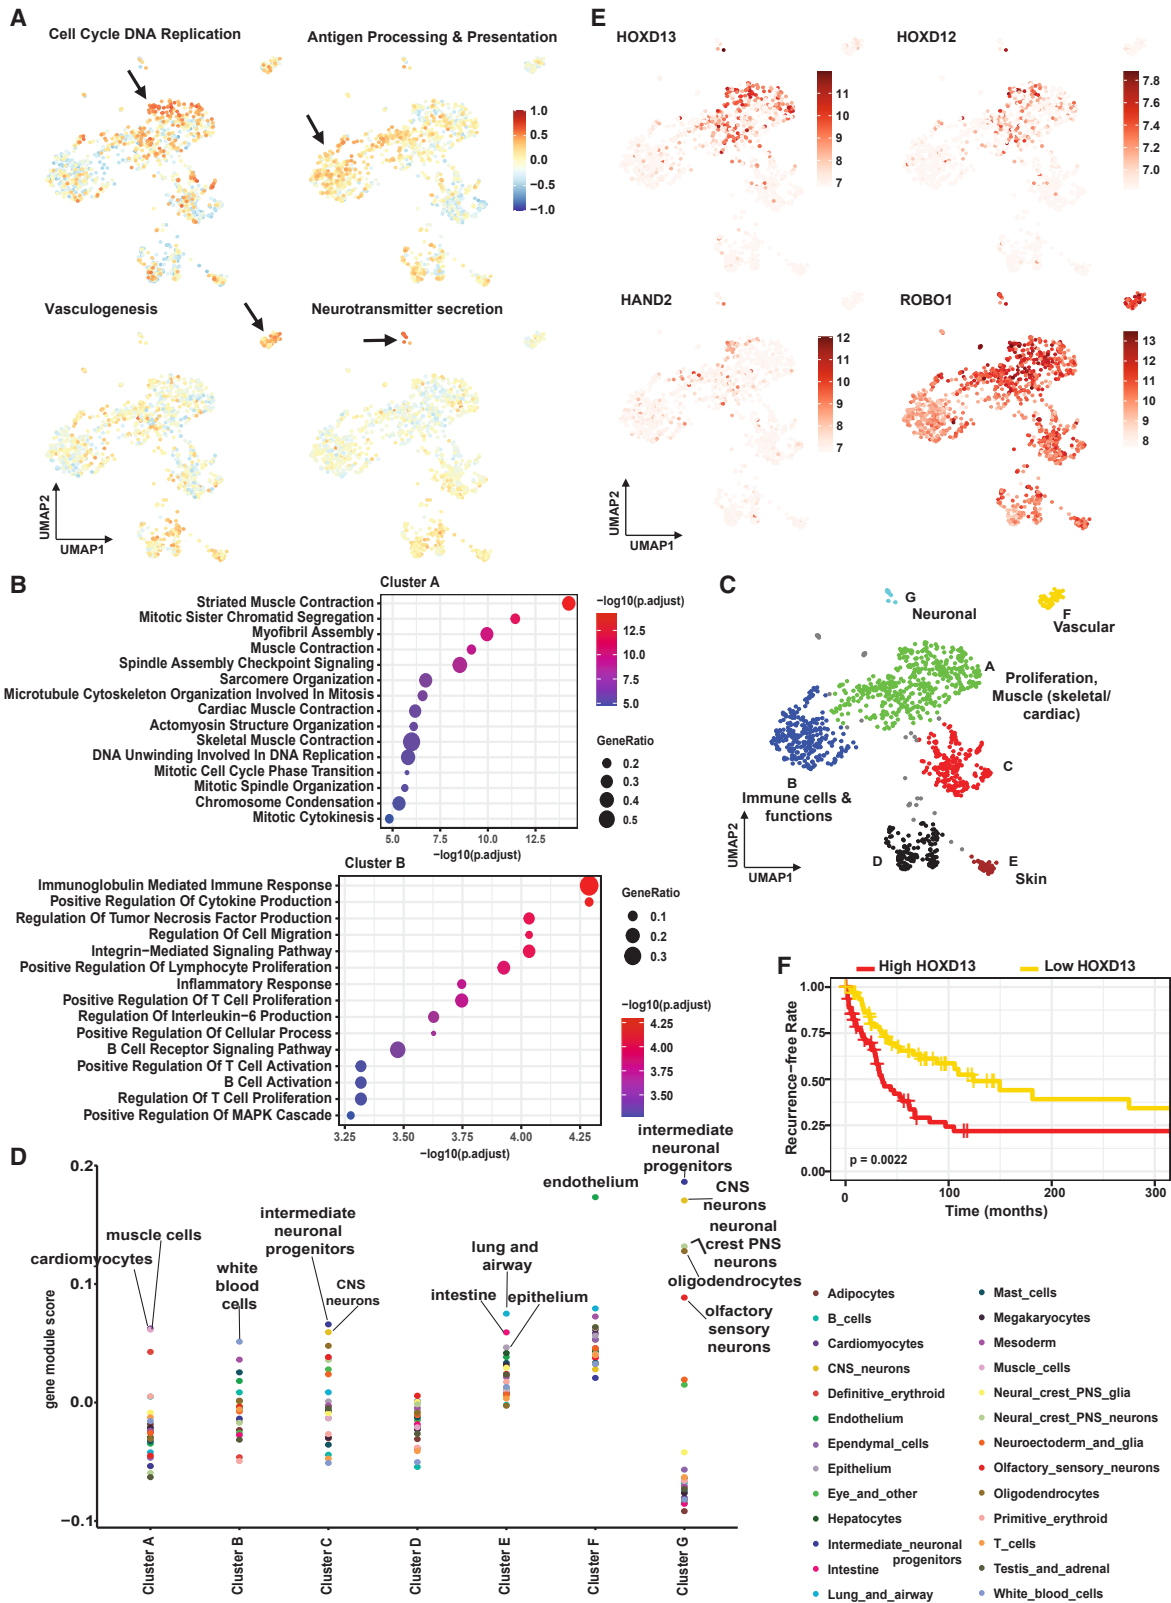 A
Cell Cycle DNA Replication
Antigen Processing & Presentation
1.0
0.5
0.0
−0.5
−1.0
Vasculogenesis
Neurotransmitter secretion
UMAP2
UMAP1
E
HOXD13
11
10
9
8
7
HOXD12
7.8
7.6
7.4
7.2
7.0
HAND2
12
11
10
9
8
7
ROBO1
13
12
11
10
9
8
UMAP2
UMAP1
B
Cluster A
Striated Muscle Contraction
Mitotic Sister Chromatid Segregation
Myofibril Assembly
Muscle Contraction
Spindle Assembly Checkpoint Signaling
Sarcomere Organization
Microtubule Cytoskeleton Organization Involved In Mitosis
Cardiac Muscle Contraction
Actomyosin Structure Organization
Skeletal Muscle Contraction
DNA Unwinding Involved In DNA Replication
Mitotic Cell Cycle Phase Transition
Mitotic Spindle Organization
Chromosome Condensation
Mitotic Cytokinesis
5.0 7.5 10.0 12.5
−log10(p.adjust)
−log10(p.adjust)
12.5
10.0
7.5
5.0
GeneRatio
0.2
0.3
0.4
0.5
Cluster B
Immunoglobulin Mediated Immune Response
Positive Regulation Of Cytokine Production
Regulation Of Tumor Necrosis Factor Production
Regulation Of Cell Migration
Integrin−Mediated Signaling Pathway
Positive Regulation Of Lymphocyte Proliferation
Inflammatory Response
Positive Regulation Of T Cell Proliferation
Regulation Of Interleukin−6 Production
Positive Regulation Of Cellular Process
B Cell Receptor Signaling Pathway
Positive Regulation Of T Cell Activation
B Cell Activation
Regulation Of T Cell Proliferation
Positive Regulation Of MAPK Cascade
3.25 3.50 3.75 4.00 4.25
−log10(p.adjust)
GeneRatio
0.1
0.2
0.3
−log10(p.adjust)
4.25
4.00
3.75
3.50
C
G
Neuronal
F
Vascular
A
Proliferation,
Muscle (skeletal/
cardiac)
B
Immune cells &
functions
C
D
E
Skin
UMAP2
UMAP1
D
gene module score
0.2
0.1
0.0
−0.1
cardiomyocytes
muscle cells
white
blood
cells
intermediate
neuronal
progenitors
CNS
neurons
lung and
airway
intestine
epithelium
endothelium
intermediate
neuronal
progenitors
CNS
neurons
neuronal
crest PNS
neurons
oligodendrocytes
olfactory
sensory
neurons
Cluster A
Cluster B
Cluster C
Cluster D
Cluster E
Cluster F
Cluster G
F
High HOXD13
Low HOXD13
Recurrence−free Rate
1.00
0.75
0.50
0.25
0.00
p = 0.0022
0 100 200 300
Time (months)
Adipocytes
B_cells
Cardiomyocytes
CNS_neurons
Definitive_erythroid
Endothelium
Ependymal_cells
Epithelium
Eye_and_other
Hepatocytes
Intermediate_neuronal
progenitors
Intestine
Lung_and_airway
Mast_cells
Megakaryocytes
Mesoderm
Muscle_cells
Neural_crest_PNS_glia
Neural_crest_PNS_neurons
Neuroectoderm_and_glia
Olfactory_sensory_neurons
Oligodendrocytes
Primitive_erythroid
T_cells
Testis_and_adrenal
White_blood_cells